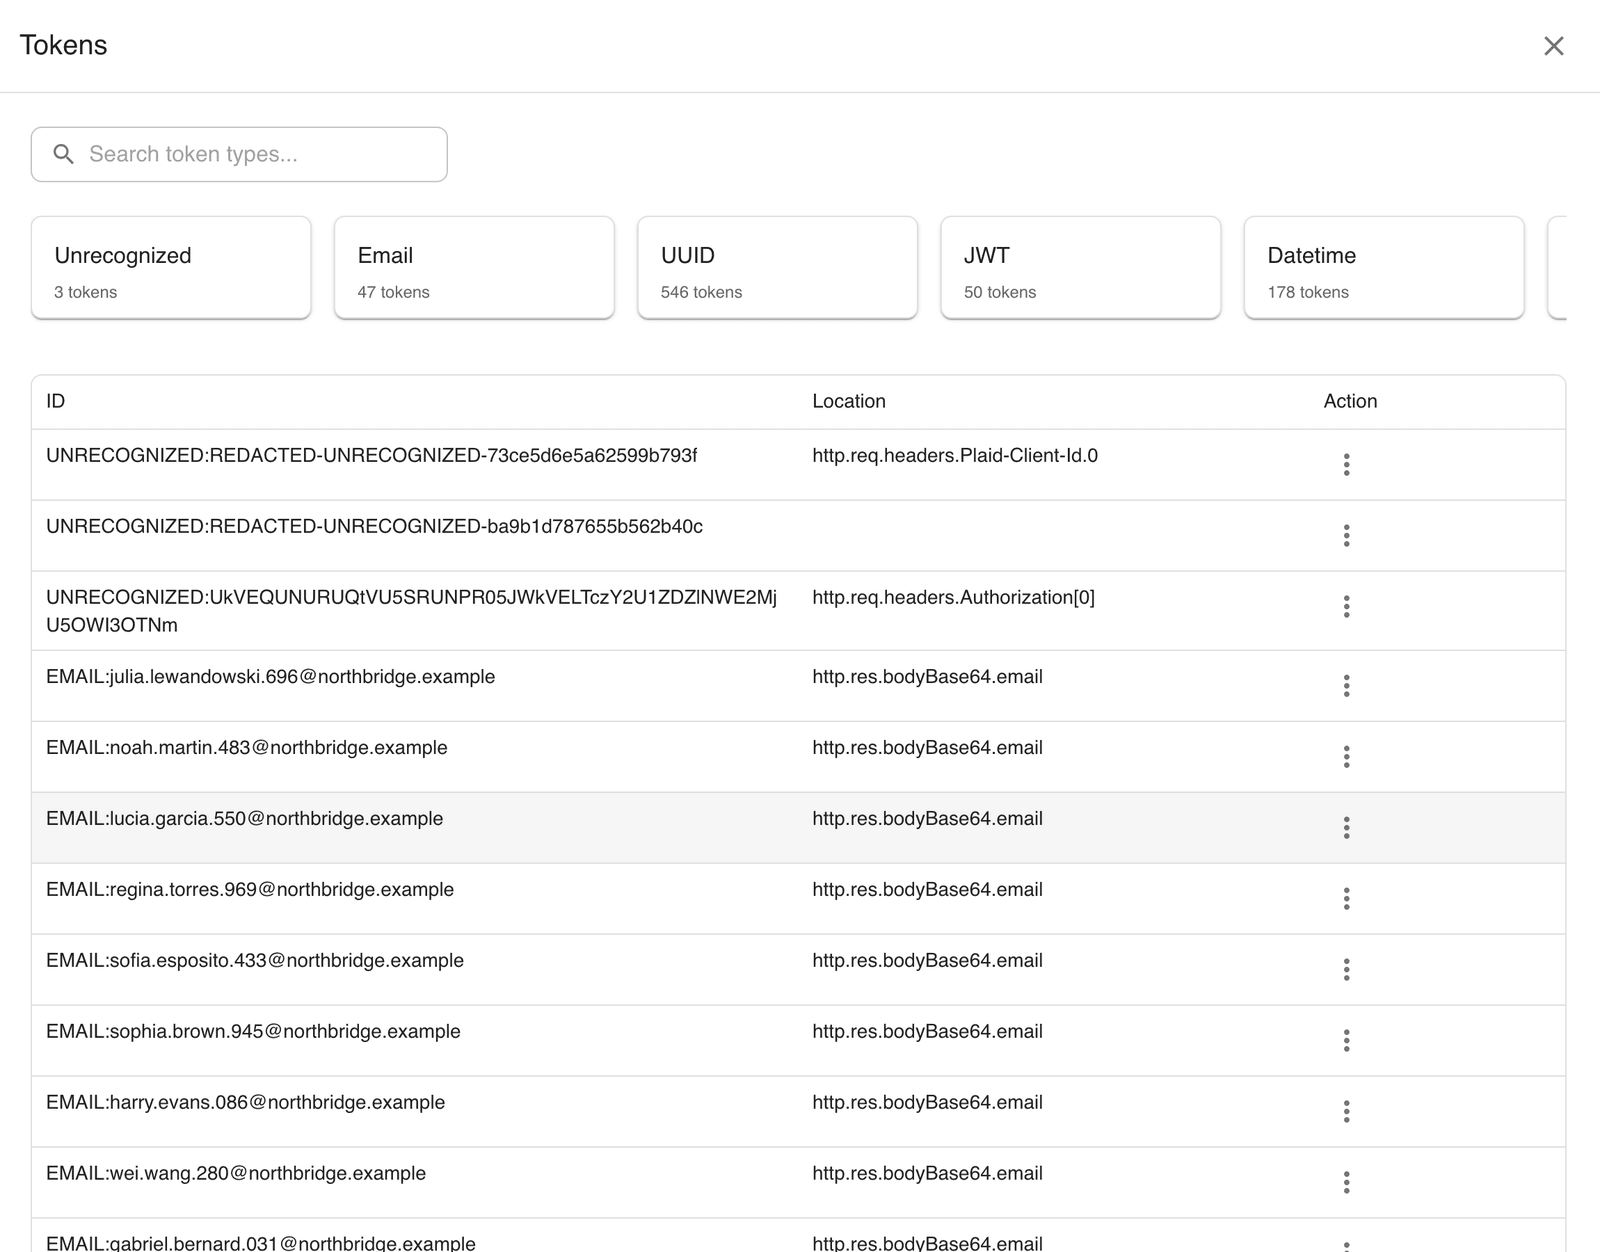 Tokens
Search token types...
Unrecognized
3 tokens
Email
47 tokens
UUID
546 tokens
JWT
50 tokens
Datetime
178 tokens
ID Location Action
UNRECOGNIZED:REDACTED-UNRECOGNIZED-73ce5d6e5a62599b793f http.req.headers.Plaid-Client-Id.0
UNRECOGNIZED:REDACTED-UNRECOGNIZED-ba9b1d787655b562b40c
UNRECOGNIZED:UkVEQUNURUQtVU5SRUNPR05JWkVELTczY2U1ZDZlNWE2Mj http.req.headers.Authorization[0]
U5OWI3OTNm
EMAIL:julia.lewandowski.696@northbridge.example http.res.bodyBase64.email
EMAIL:noah.martin.483@northbridge.example http.res.bodyBase64.email
EMAIL:lucia.garcia.550@northbridge.example http.res.bodyBase64.email
EMAIL:regina.torres.969@northbridge.example http.res.bodyBase64.email
EMAIL:sofia.esposito.433@northbridge.example http.res.bodyBase64.email
EMAIL:sophia.brown.945@northbridge.example http.res.bodyBase64.email
EMAIL:harry.evans.086@northbridge.example http.res.bodyBase64.email
EMAIL:wei.wang.280@northbridge.example http.res.bodyBase64.email
EMAIL:gabriel.bernard.031@northbridge.example http.res.bodyBase64.email